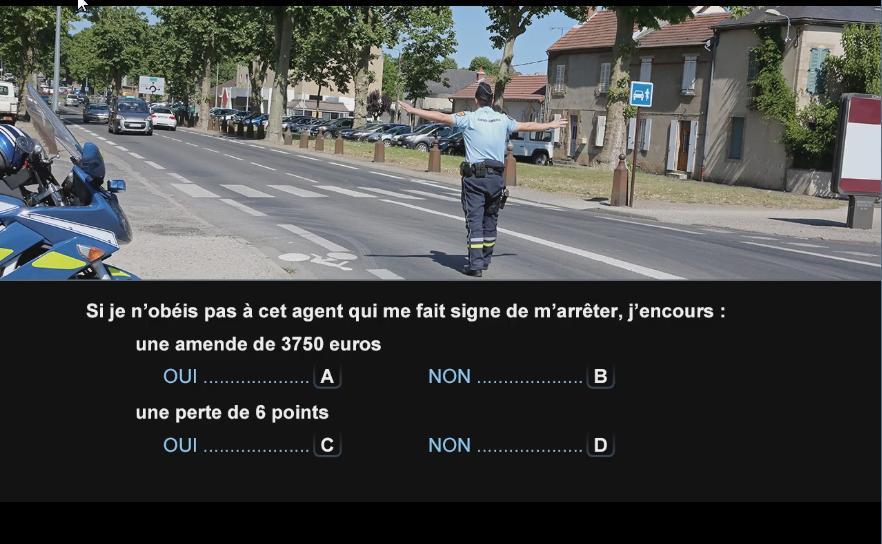 Si je n'obéis pas à cet agent qui me fait signe de m'arrêter, j'encours :
une amende de 3750 euros
OUI .................... A NON .................... B
une perte de 6 points
OUI .................... C NON .................... D